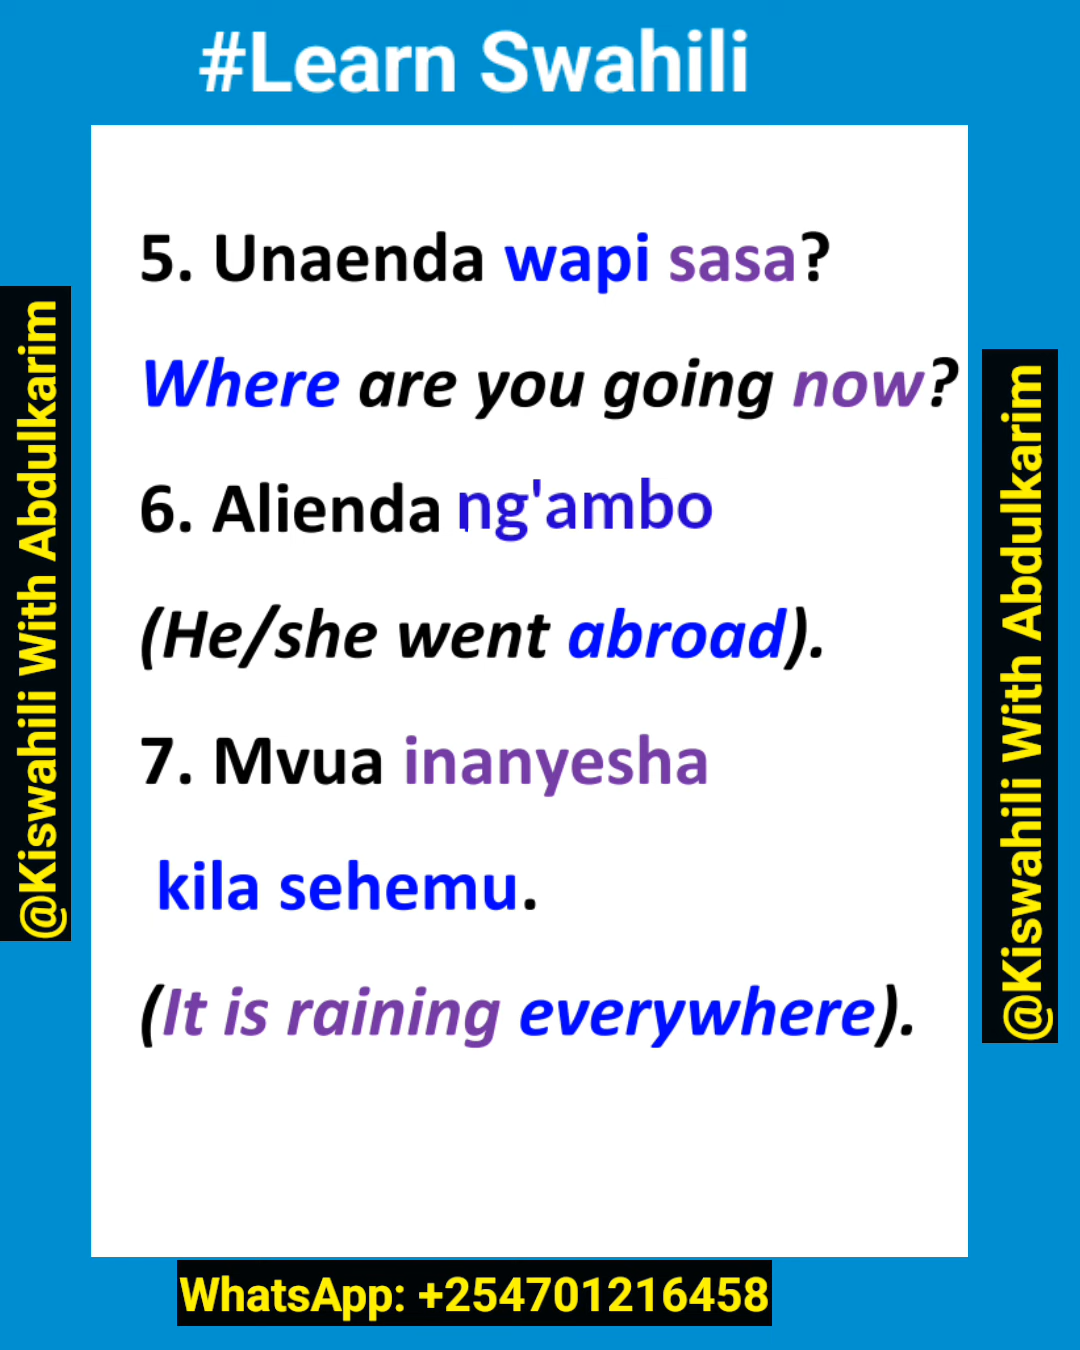 #Learn Swahili
5. Unaenda wapi sasa?
Where are you going now?
6. Alienda ng'ambo
(He/she went abroad).
7. Mvua inanyesha
kila sehemu.
(It is raining everywhere).
@Kiswahili With Abdulkarim
@Kiswahili With Abdulkarim
WhatsApp: +254701216458